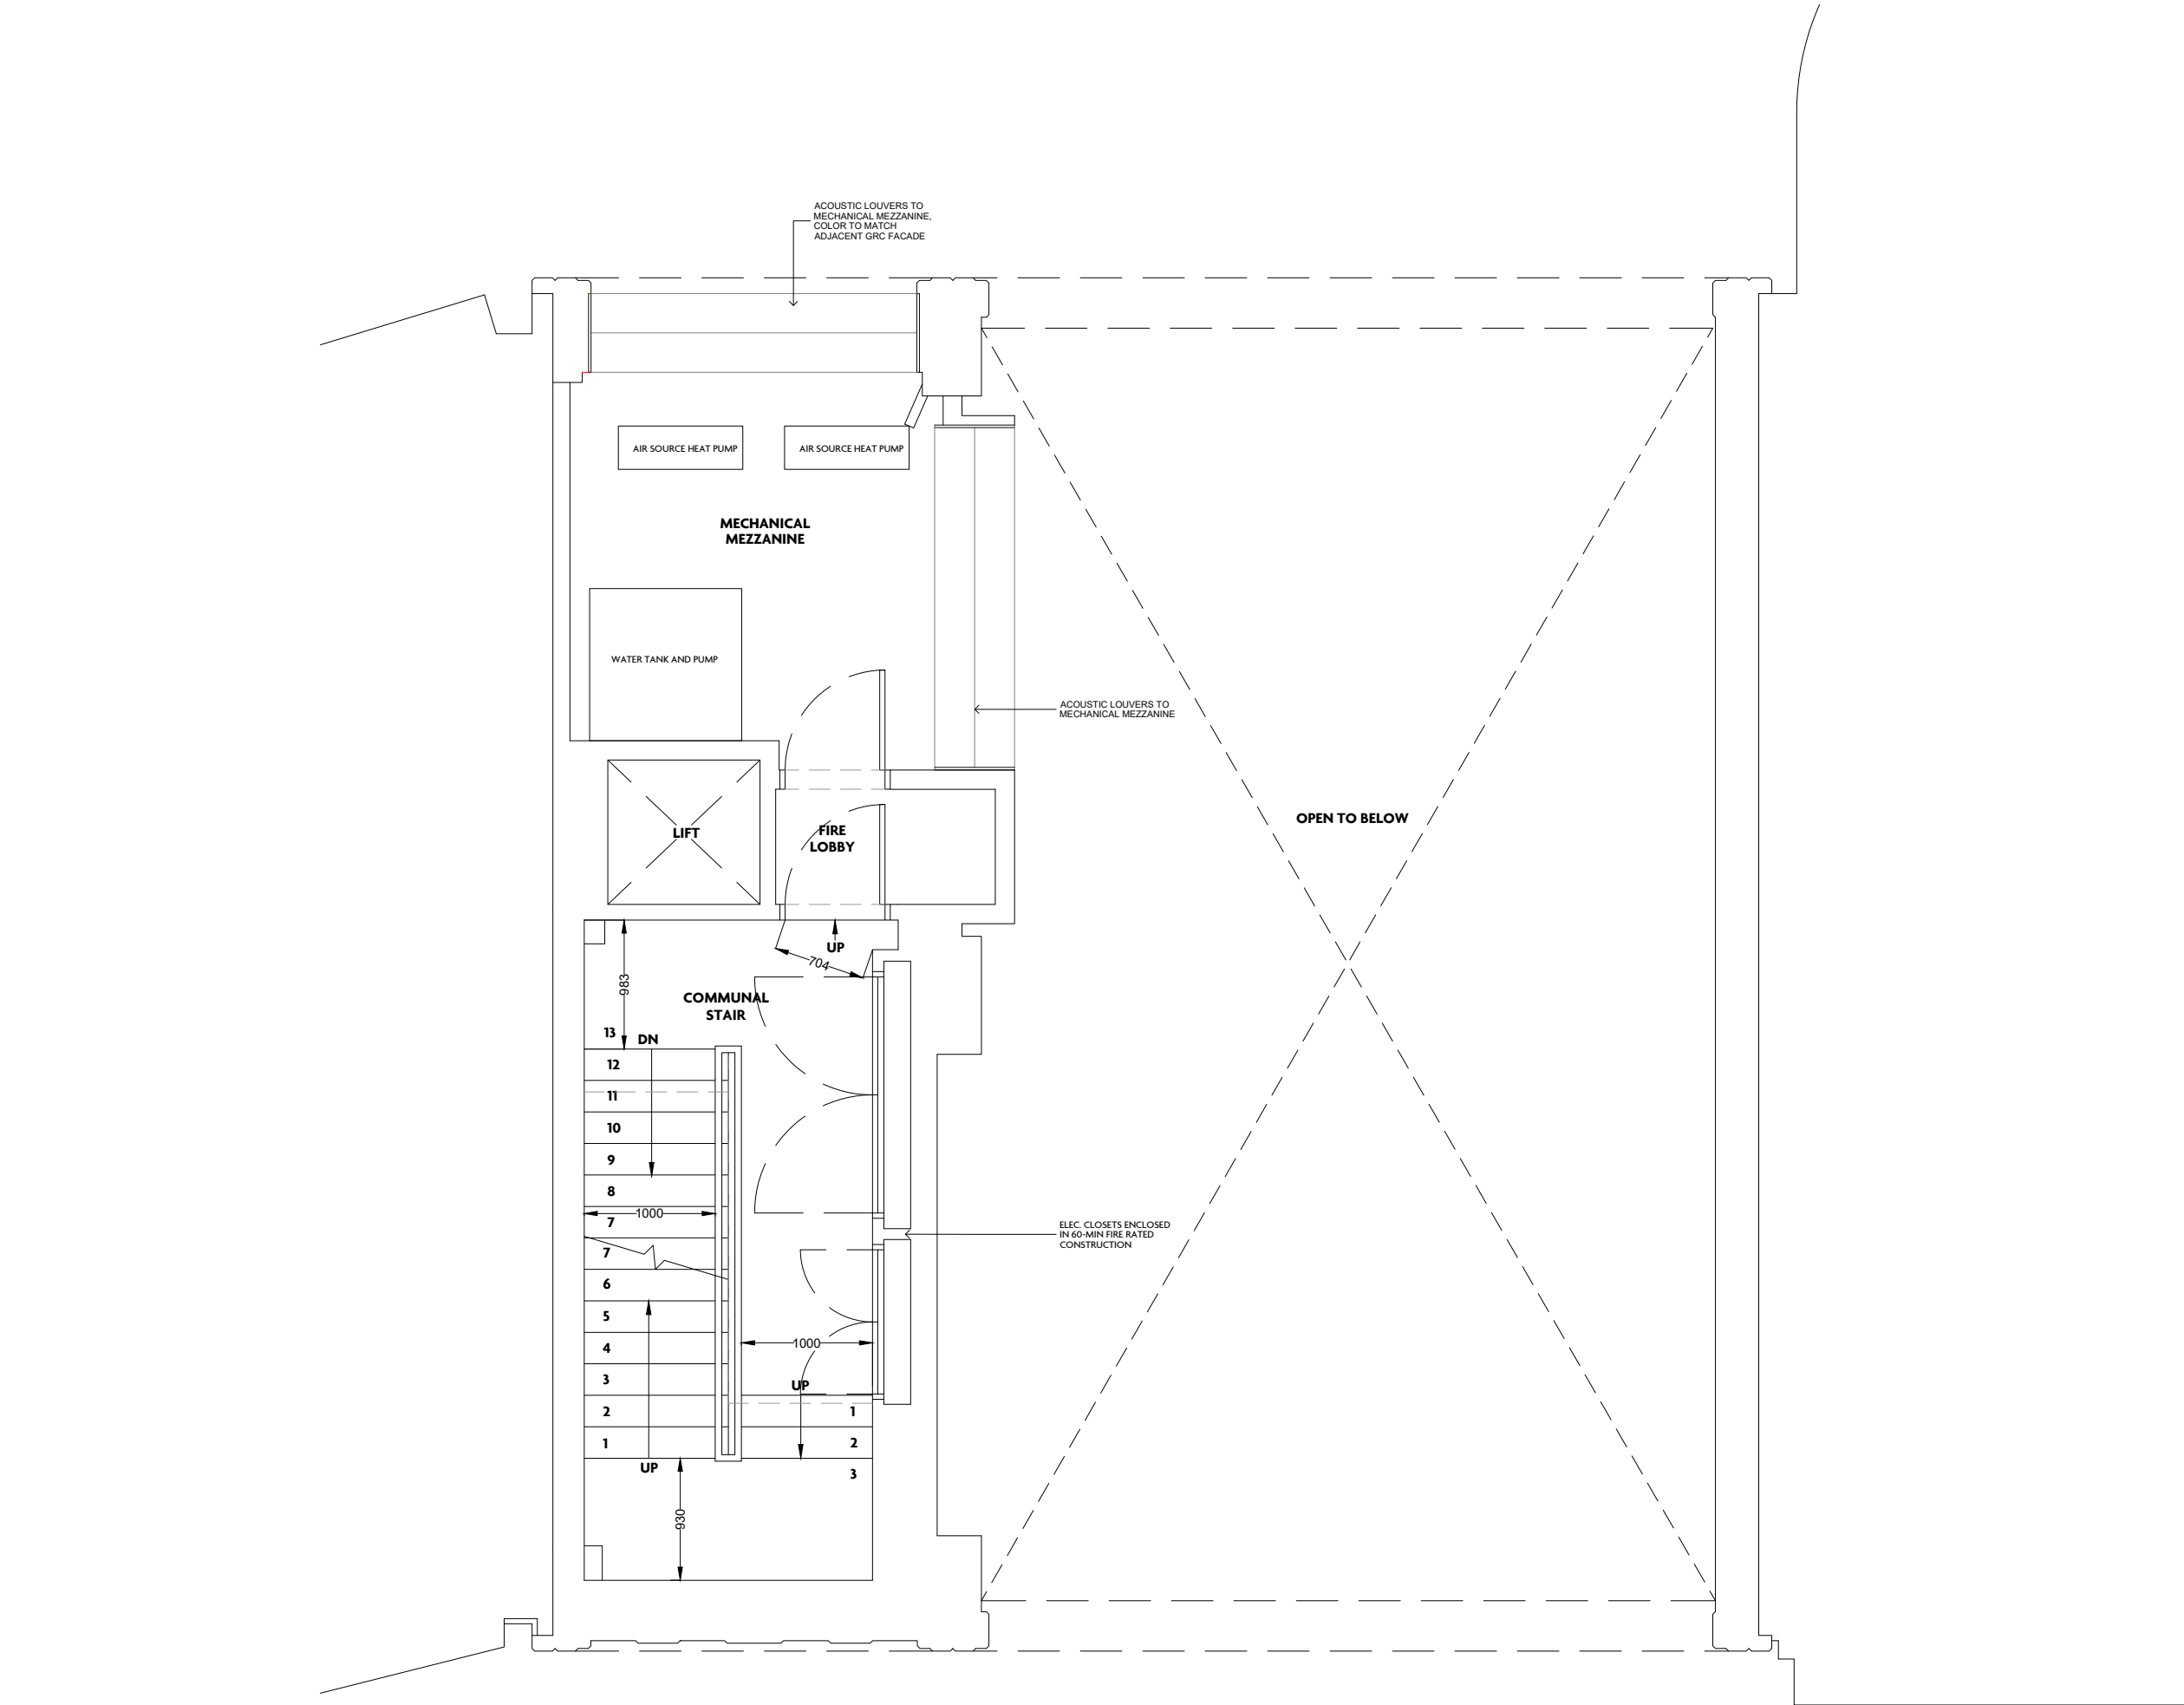 ACOUSTIC LOUVERS TO
MECHANICAL MEZZANINE,
COLOR TO MATCH
ADJACENT GRC FACADE
AIR SOURCE HEAT PUMP
AIR SOURCE HEAT PUMP
MECHANICAL
MEZZANINE
WATER TANK AND PUMP
ACOUSTIC LOUVERS TO
MECHANICAL MEZZANINE
OPEN TO BELOW
LIFT
FIRE
LOBBY
UP
704
983
COMMUNAL
STAIR
13
DN
12
11
10
9
8
1000
7
7
6
5
4
3
2
1
UP
ELEC. CLOSETS ENCLOSED
IN 60-MIN FIRE RATED
CONSTRUCTION
1000
UP
1
2
3
930